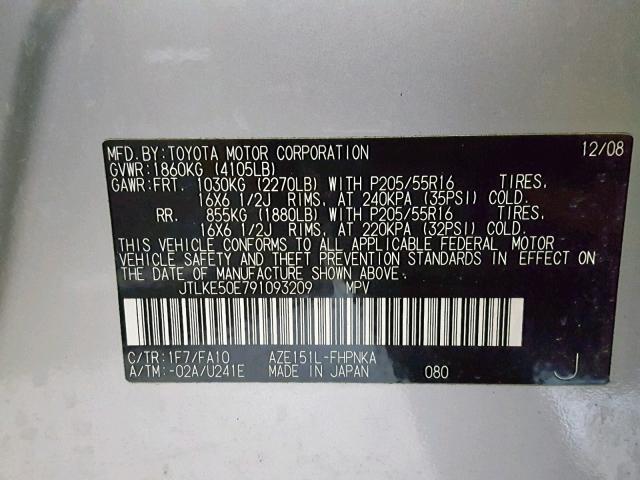 MFD. BY: TOYOTA MOTOR CORPORATION 12/08
GVWR: 1860KG (4105LB)
GAWR: FRT. 1030KG (2270LB) WITH P205/55R16 TIRES,
16X6 1/2J RIMS, AT 240KPA (35PSI) COLD.
RR. 855KG (1880LB) WITH P205/55R16 TIRES,
16X6 1/2J RIMS, AT 220KPA (32PSI) COLD.
THIS VEHICLE CONFORMS TO ALL APPLICABLE FEDERAL MOTOR
VEHICLE SAFETY AND THEFT PREVENTION STANDARDS IN EFFECT ON
THE DATE OF MANUFACTURE SHOWN ABOVE.
JTLKE50E791093209 MPV
C/TR: 1F7/FA10 AZE151L-FHPNKA
A/TM: -02A/U241E MADE IN JAPAN 080 J